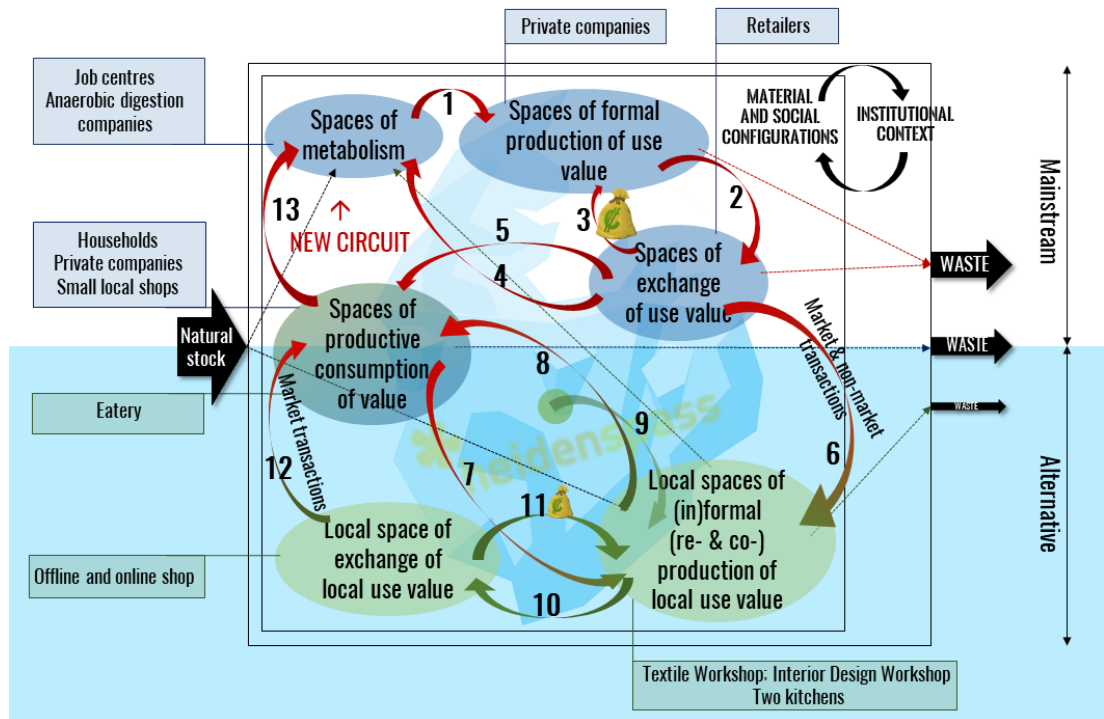 Private companies
Retailers
Job centres
Anaerobic digestion
companies
1
Spaces of
metabolism
Spaces of formal
production of use
value
MATERIAL
AND SOCIAL
CONFIGURATIONS
INSTITUTIONAL
CONTEXT
Mainstream
13
↑
NEW CIRCUIT
5
3
₵
2
4
Spaces of
exchange
of use value
WASTE
Households
Private companies
Small local shops
Natural
stock
Spaces of
productive
consumption
of value
8
Market & non-market
transactions
WASTE
Eatery
Market transactions
heidenspass
9
WASTE
12
7
6
11
₵
Local space of
exchange of
local use value
Local spaces of
(in)formal
(re- & co-)
production of
local use value
Alternative
Offline and online shop
10
Textile Workshop; Interior Design Workshop
Two kitchens